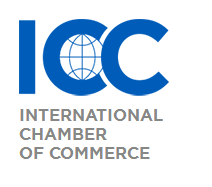 ICC
INTERNATIONAL
CHAMBER
OF COMMERCE